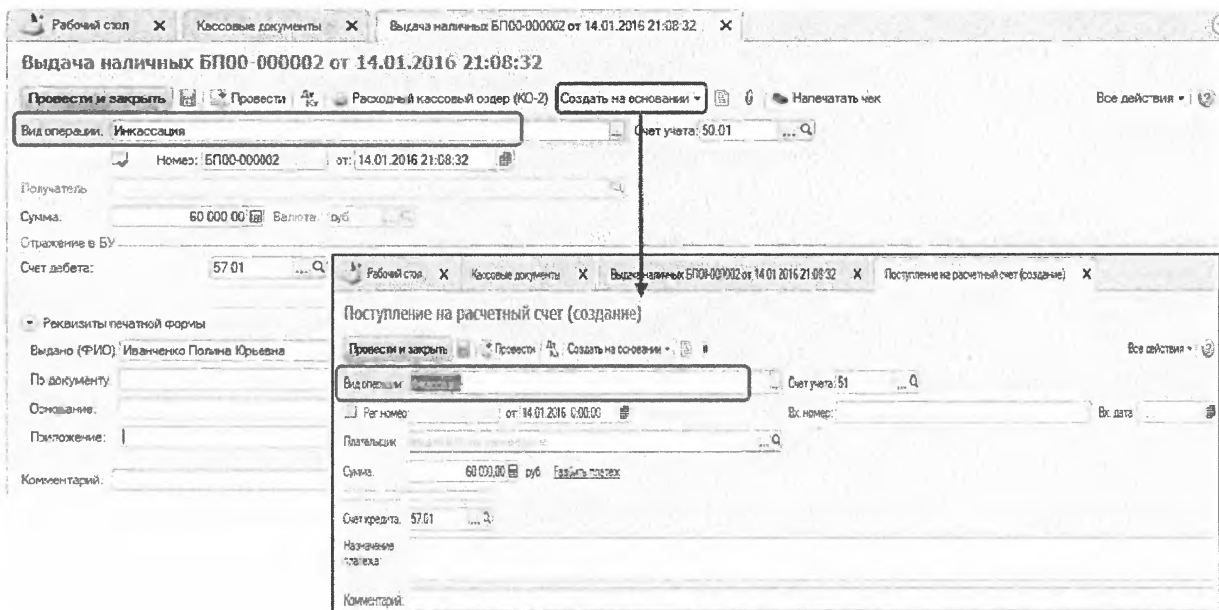 Рабочий стол X Кассовые документы X Выдача наличных БП00-000002 от 14.01.2016 21:08:32 X
Выдача наличных БП00-000002 от 14.01.2016 21:08:32
Провести и закрыть Провести Дт Кт Расходный кассовый ордер (КО-2) Создать на основании Напечатать чек Все действия
Вид операции: Инкассация ... Счет учета: 50.01 ...
Номер: БП00-000002 от: 14.01.2016 21:08:32
Получатель
Сумма: 60 000.00 Валюта: руб
Отражение в БУ
Счет дебета: 57.01 ...
Реквизиты печатной формы
Выдано (ФИО) Иванченко Полина Юрьевна
По документу
Основание:
Приложение:
Комментарий:
Рабочий стол X Кассовые документы X Выдача наличных БП00-000002 от 14.01.2016 21:08:32 X Поступление на расчетный счет (создание) X
Поступление на расчетный счет (создание)
Провести и закрыть Провести Дт Кт Создать на основании Все действия
Вид операции: ... Счет учета: 51 ...
Рег. номер: от: 14.01.2016 0:00:00 Вх. номер: Вх. дата
Плательщик ...
Сумма: 60 000,00 руб Разбить платеж
Счет кредита: 57.01 ...
Назначение
платежа:
Комментарий: